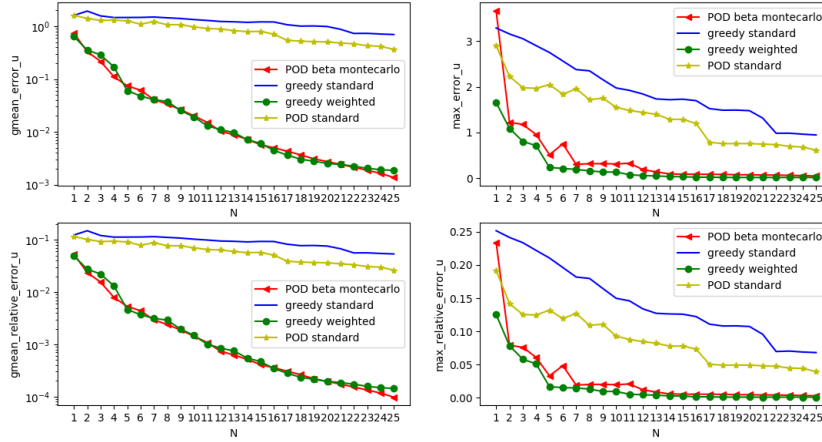 10⁰
10⁻¹
10⁻²
10⁻³
gmean_error_u
POD beta montecarlo
greedy standard
greedy weighted
POD standard
1 2 3 4 5 6 7 8 9 10 11 12 13 14 15 16 17 18 19 20 21 22 23 24 25
N
3
2
1
0
max_error_u
POD beta montecarlo
greedy standard
greedy weighted
POD standard
1 2 3 4 5 6 7 8 9 10 11 12 13 14 15 16 17 18 19 20 21 22 23 24 25
N
10⁻¹
10⁻²
10⁻³
10⁻⁴
gmean_relative_error_u
POD beta montecarlo
greedy standard
greedy weighted
POD standard
1 2 3 4 5 6 7 8 9 10 11 12 13 14 15 16 17 18 19 20 21 22 23 24 25
N
0.25
0.20
0.15
0.10
0.05
0.00
max_relative_error_u
POD beta montecarlo
greedy standard
greedy weighted
POD standard
1 2 3 4 5 6 7 8 9 10 11 12 13 14 15 16 17 18 19 20 21 22 23 24 25
N